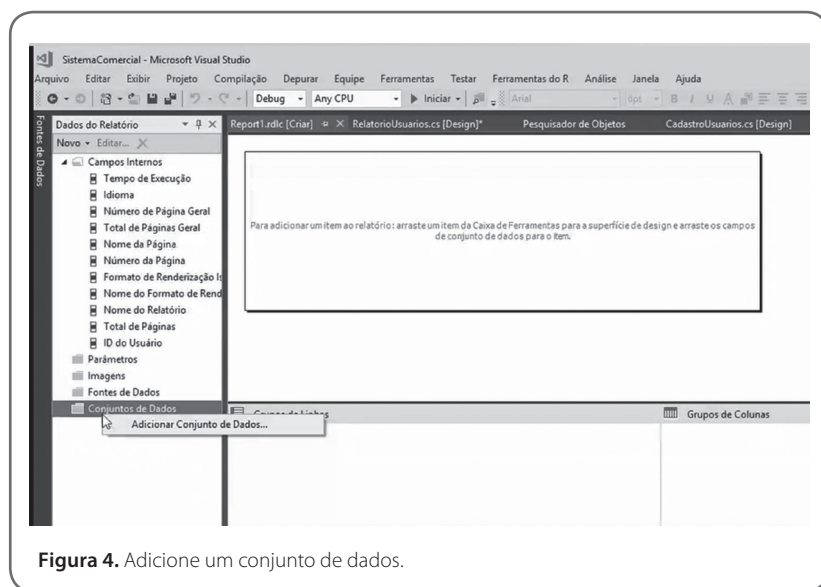 SistemaComercial - Microsoft Visual Studio
Arquivo Editar Exibir Projeto Compilação Depurar Equipe Ferramentas Testar Ferramentas do R Análise Janela Ajuda
Debug Any CPU Iniciar Arial 8pt B I U A
Fontes de Dados
Dados do Relatório
Novo Editar...
Campos Internos
Tempo de Execução
Idioma
Número de Página Geral
Total de Páginas Geral
Nome da Página
Número da Página
Formato de Renderização Is
Nome do Formato de Rend
Nome do Relatório
Total de Páginas
ID do Usuário
Parâmetros
Imagens
Fontes de Dados
Conjuntos de Dados
Adicionar Conjunto de Dados...
Report1.rdlc [Criar] RelatorioUsuarios.cs [Design]* Pesquisador de Objetos CadastroUsuarios.cs [Design]
Para adicionar um item ao relatório: arraste um item da Caixa de Ferramentas para a superfície de design e arraste os campos
de conjunto de dados para o item.
Grupos de Linhas
Grupos de Colunas
Figura 4. Adicione um conjunto de dados.